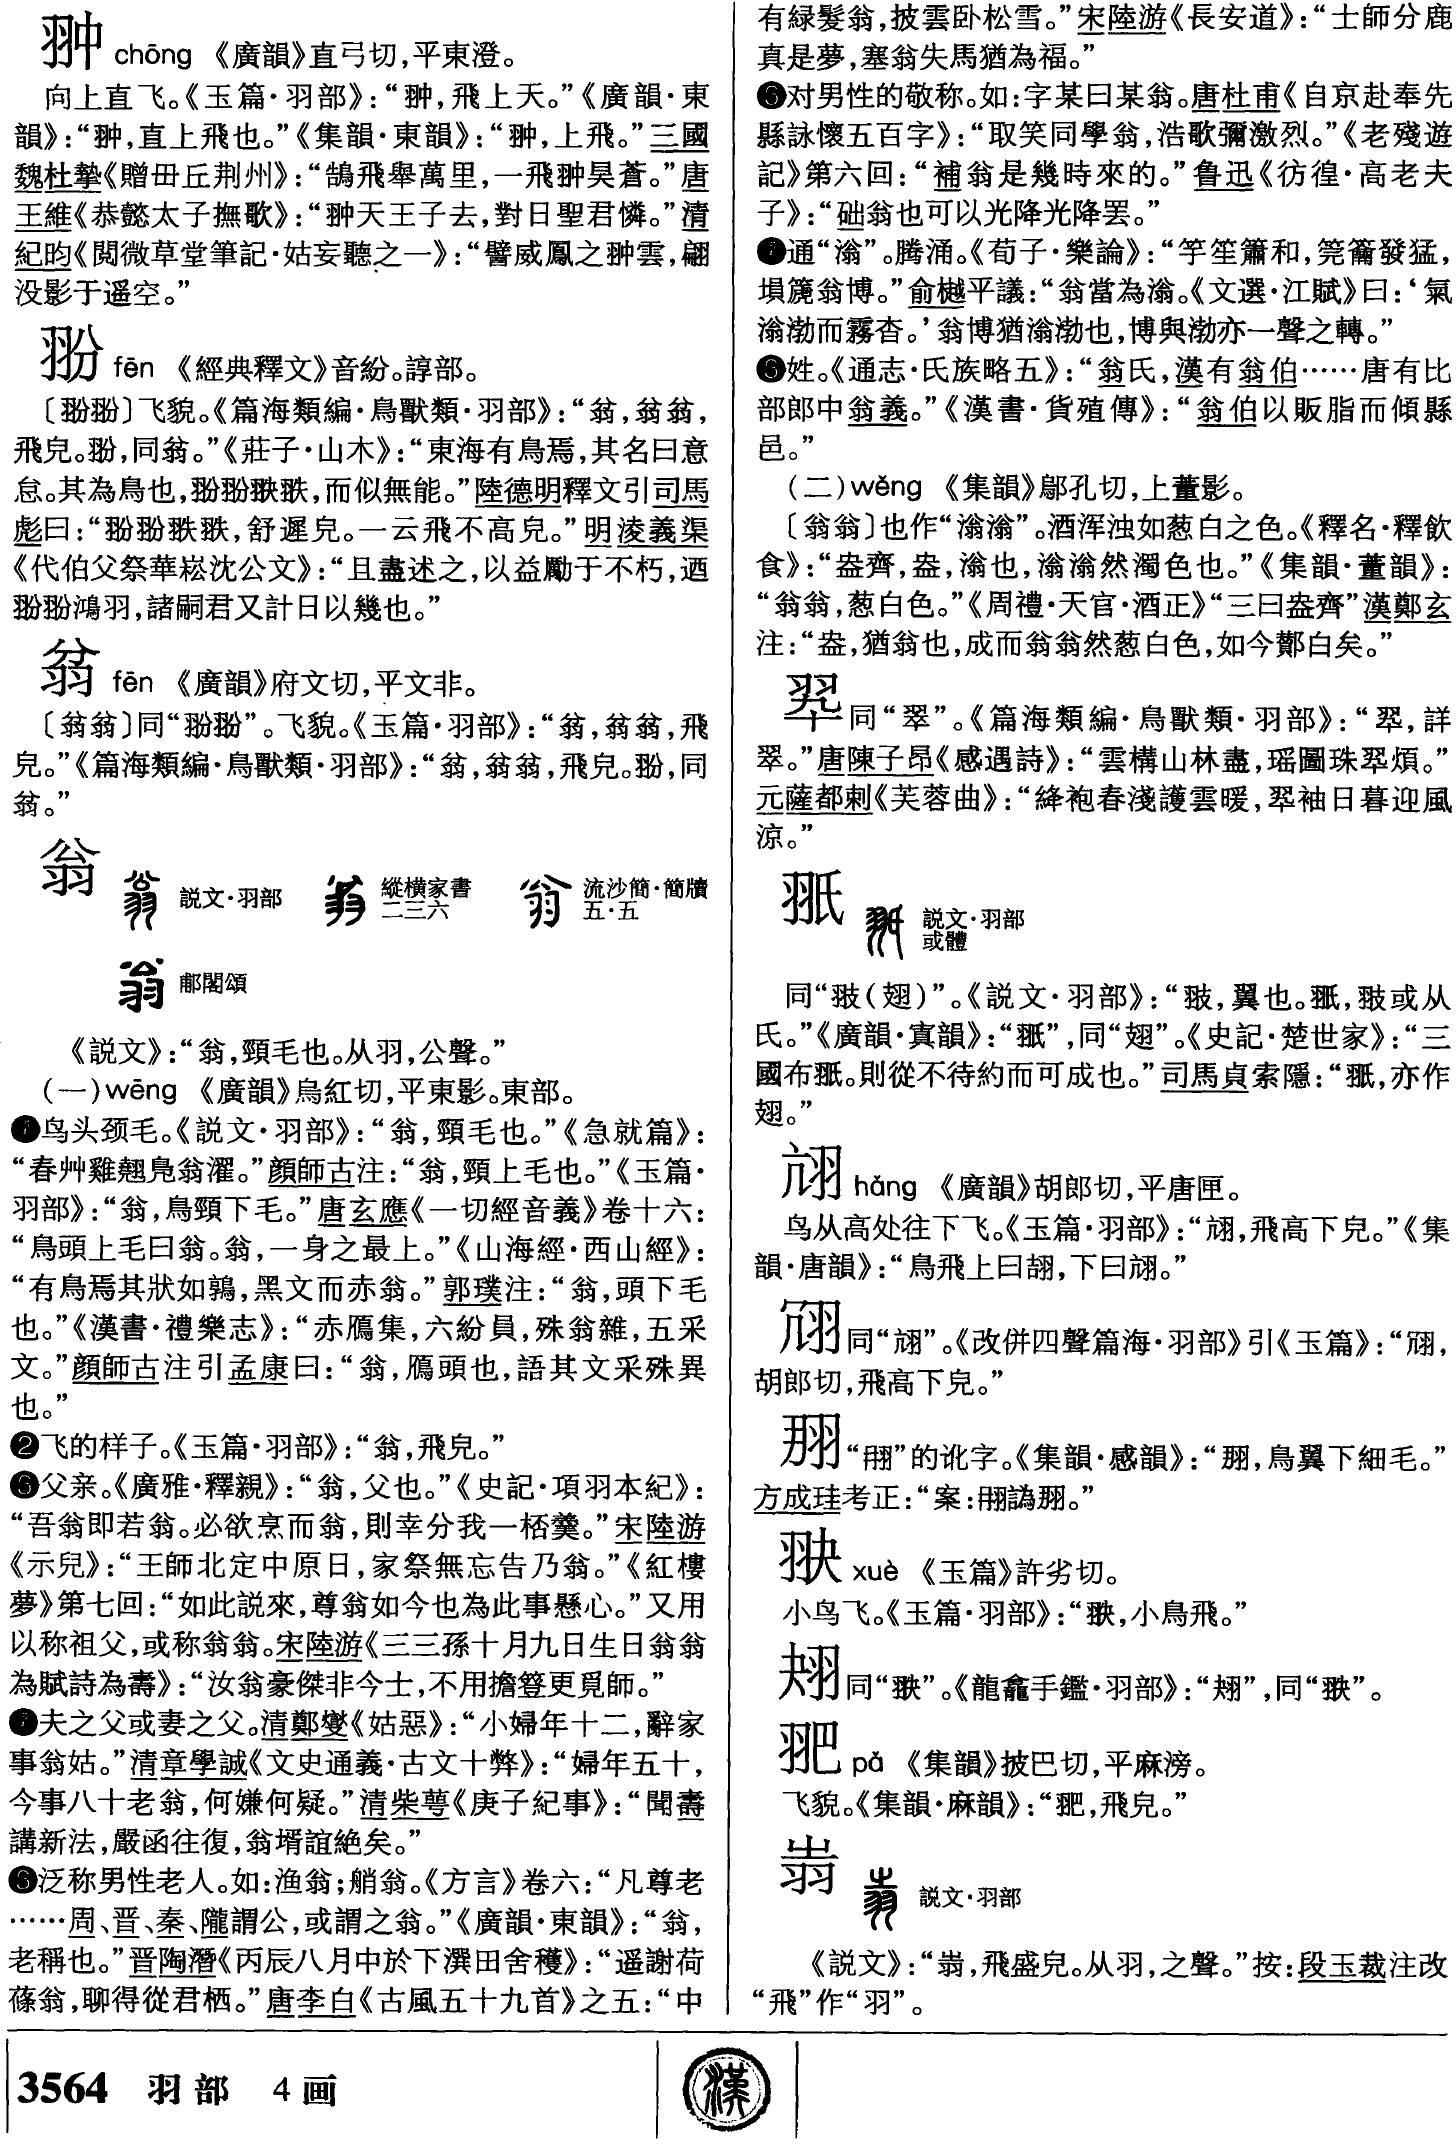 翀 chōng 《廣韻》直弓切，平東澄。
向上直飞。《玉篇·羽部》：“翀，飛上天。”《廣韻·東
韻》：“翀，直上飛也。”《集韻·東韻》：“翀，上飛。”三國
魏杜摯《贈毌丘荆州》：“鵠飛舉萬里，一飛翀昊蒼。”唐
王維《恭懿太子輓歌》：“翀天王子去，對日聖君憐。”清
紀昀《閲微草堂筆記·姑妄聽之一》：“譬威鳳之翀雲，翩
没影于遥空。”
翂 fēn 《經典釋文》音紛。諄部。
〔翂翂〕飞貌。《篇海類編·鳥獸類·羽部》：“翁，翁翁，
飛皃。翂，同翁。”《莊子·山木》：“東海有鳥焉，其名曰意
怠。其為鳥也，翂翂翐翐，而似無能。”陸德明釋文引司馬
彪曰：“翂翂翐翐，舒遲皃。一云飛不高皃。”明淩義渠
《代伯父祭華崧沈公文》：“且盡述之，以益勵于不朽，迺
翂翂鴻羽，諸嗣君又計日以幾也。”
𦐈 fēn 《廣韻》府文切，平文非。
〔𦐈𦐈〕同“翂翂”。飞貌。《玉篇·羽部》：“𦐈，𦐈𦐈，飛
皃。”《篇海類編·鳥獸類·羽部》：“𦐈，𦐈𦐈，飛皃。翂，同
𦐈。”
翁 説文·羽部 縱横家書 流沙簡·簡牘
二三六 五·五
郙閣頌
《説文》：“翁，頸毛也。从羽，公聲。”
（一）wēng 《廣韻》烏紅切，平東影。東部。
❶鸟头颈毛。《説文·羽部》：“翁，頸毛也。”《急就篇》：
“春艸雞翹鳧翁濯。”顔師古注：“翁，頸上毛也。”《玉篇·
羽部》：“翁，鳥頸下毛。”唐玄應《一切經音義》卷十六：
“鳥頭上毛曰翁。翁，一身之最上。”《山海經·西山經》：
“有鳥焉其狀如鶉，黑文而赤翁。”郭璞注：“翁，頭下毛
也。”《漢書·禮樂志》：“赤鴈集，六紛員，殊翁雜，五采
文。”顔師古注引孟康曰：“翁，鴈頸也，語其文采殊異
也。”
❷飞的样子。《玉篇·羽部》：“翁，飛皃。”
❸父亲。《廣雅·釋親》：“翁，父也。”《史記·項羽本紀》：
“吾翁即若翁。必欲烹而翁，則幸分我一桮羹。”宋陸游
《示兒》：“王師北定中原日，家祭無忘告乃翁。”《紅樓
夢》第七回：“如此説來，尊翁如今也為此事懸心。”又用
以称祖父，或称翁翁。宋陸游《三三孫十月九日生日翁翁
為賦詩為壽》：“汝翁豪傑非今士，不用擔簦更覓師。”
❹夫之父或妻之父。清鄭燮《姑惡》：“小婦年十二，辭家
事翁姑。”清章學誠《文史通義·古文十弊》：“婦年五十，
今事八十老翁，何嫌何疑。”清柴萼《庚子紀事》：“聞壽
講新法，嚴函往復，翁壻誼絶矣。”
❺泛称男性老人。如：渔翁；艄翁。《方言》卷六：“凡尊老
……周、晋、秦、隴謂公，或謂之翁。”《廣韻·東韻》：“翁，
老稱也。”晋陶潛《丙辰八月中於下潠田舍穫》：“遥謝荷
蓧翁，聊得從君栖。”唐李白《古風五十九首》之五：“中
有緑髮翁，披雲卧松雪。”宋陸游《長安道》：“士師分鹿
真是夢，塞翁失馬猶為福。”
❻对男性的敬称。如：字某曰某翁。唐杜甫《自京赴奉先
縣詠懷五百字》：“取笑同學翁，浩歌彌激烈。”《老殘遊
記》第六回：“補翁是幾時來的。”鲁迅《彷徨·高老夫
子》：“础翁也可以光降光降罢。”
❼通“滃”。腾涌。《荀子·樂論》：“竽笙簫和，筦籥發猛，
塤篪翁博。”俞樾平議：“翁當為滃。《文選·江賦》曰：‘氣
滃渤而霧杳。’翁博猶滃渤也，博與渤亦一聲之轉。”
❽姓。《通志·氏族略五》：“翁氏，漢有翁伯……唐有比
部郎中翁義。”《漢書·貨殖傳》：“翁伯以販脂而傾縣
邑。”
（二）wěng 《集韻》鄔孔切，上董影。
〔翁翁〕也作“滃滃”。酒浑浊如葱白之色。《釋名·釋飲
食》：“盎齊，盎，滃也，滃滃然濁色也。”《集韻·董韻》：
“翁翁，葱白色。”《周禮·天官·酒正》“三曰盎齊”漢鄭玄
注：“盎，猶翁也，成而翁翁然葱白色，如今酇白矣。”
翆同“翠”。《篇海類編·鳥獸類·羽部》：“翆，詳
翠。”唐陳子昂《感遇詩》：“雲構山林盡，瑶圖珠翆煩。”
元薩都剌《芙蓉曲》：“絳袍春淺護雲暖，翆袖日暮迎風
涼。”
翄 説文·羽部
或體
同“翄（翅）”。《説文·羽部》：“翄，翼也。𦐊，翄或从
氏。”《廣韻·寘韻》：“𦐊”，同“翅”。《史記·楚世家》：“三
國布𦐊。則從不待約而可成也。”司馬貞索隱：“𦐊，亦作
翅。”
翃 háng 《廣韻》胡郎切，平唐匣。
鸟从高处往下飞。《玉篇·羽部》：“䎲，飛高下皃。”《集
韻·唐韻》：“鳥飛上曰翓，下曰䎲。”
同“䎲”。《改併四聲篇海·羽部》引《玉篇》：
胡郎切，飛高下皃。”
“䎃”的讹字。《集韻·感韻》：“翗，鳥翼下細毛。”
方成珪考正：“案：䎃譌翗。”
xuè 《玉篇》許劣切。
小鸟飞。《玉篇·羽部》：“翐，小鳥飛。”
同“翐”。《龍龕手鑑·羽部》
pā 《集韻》披巴切，平麻滂。
飞貌。《集韻·麻韻》：“䎬，飛皃。”
翤 説文·羽部
《説文》：“𦐇，飛盛皃。从羽，之聲。”按：段玉裁注改
“飛”作“羽”。
3564 羽部 4画
漢